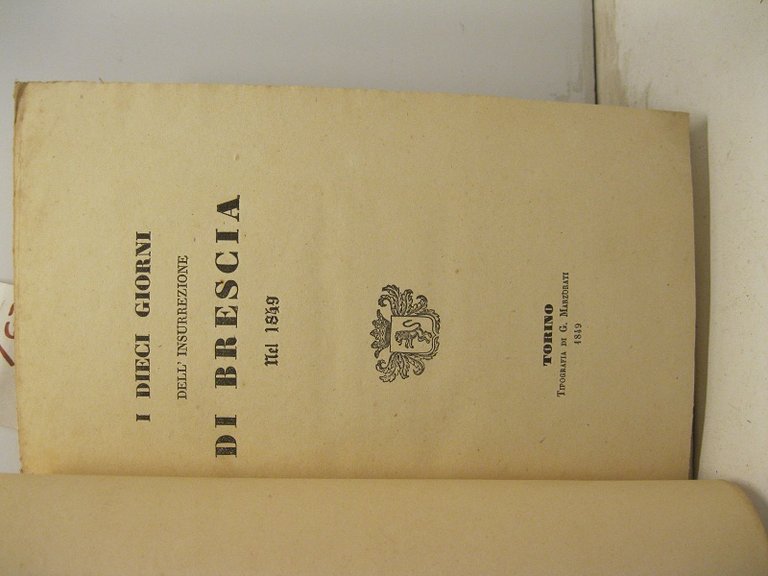 I DIECI GIORNI
DELL' INSURREZIONE
DI BRESCIA
Nel 1849
TORINO
TIPOGRAFIA DI G. MARZORATI
1849